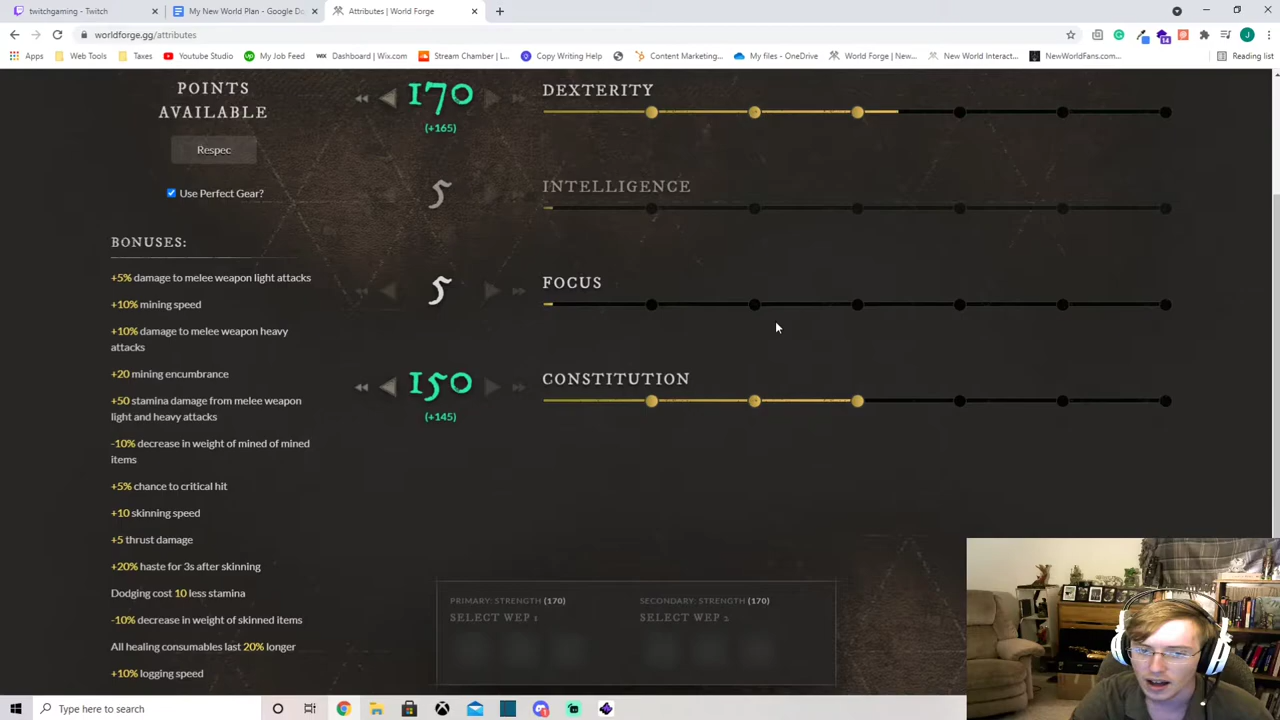 twitchgaming - Twitch
My New World Plan - Google Do
Attributes | World Forge
worldforge.gg/attributes
Apps
Web Tools
Taxes
Youtube Studio
My Job Feed
WIX Dashboard | Wix.com
Stream Chamber | L...
Copy Writing Help
Content Marketing...
My files - OneDrive
World Forge | New...
New World Interact...
NewWorldFans.com...
Reading list
14
J
POINTS
AVAILABLE
Respec
Use Perfect Gear?
170
(+165)
DEXTERITY
5
INTELLIGENCE
5
FOCUS
150
(+145)
CONSTITUTION
BONUSES:
+5% damage to melee weapon light attacks
+10% mining speed
+10% damage to melee weapon heavy
attacks
+20 mining encumbrance
+50 stamina damage from melee weapon
light and heavy attacks
-10% decrease in weight of mined of mined
items
+5% chance to critical hit
+10 skinning speed
+5 thrust damage
+20% haste for 3s after skinning
Dodging cost 10 less stamina
-10% decrease in weight of skinned items
All healing consumables last 20% longer
+10% logging speed
PRIMARY: STRENGTH (170)
SELECT WEP 1
SECONDARY: STRENGTH (170)
SELECT WEP 2
Type here to search